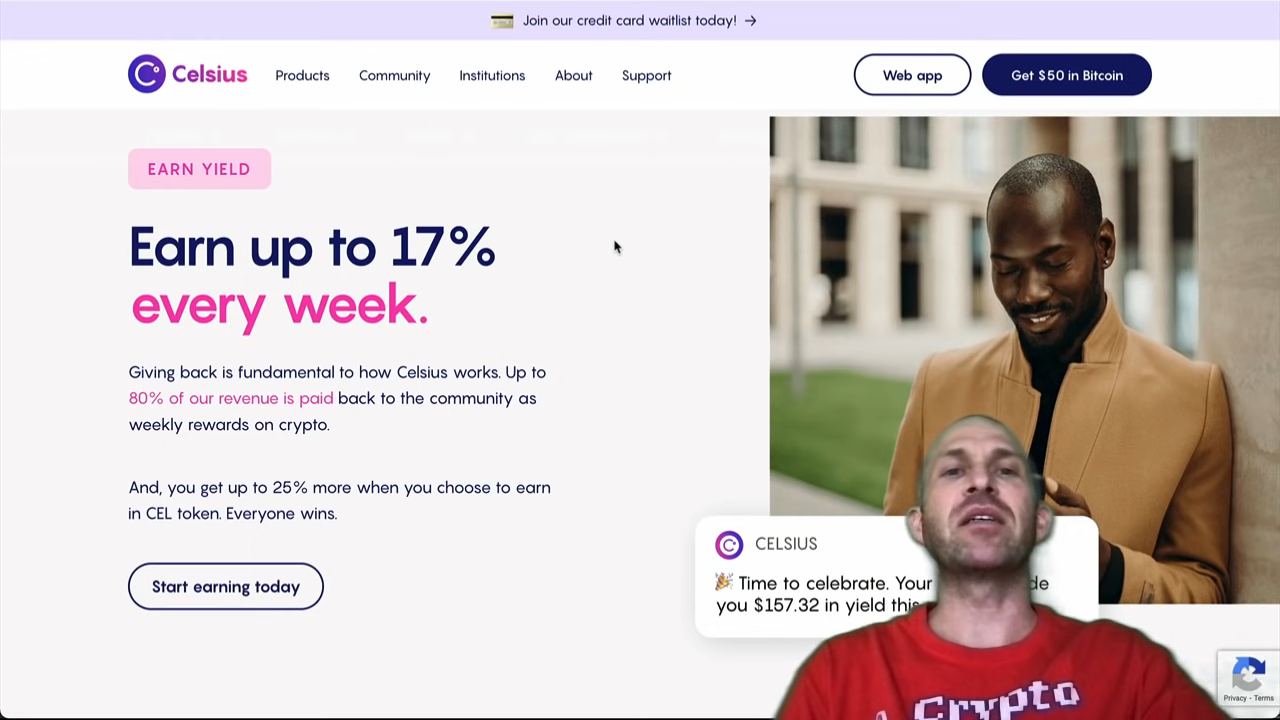 Join our credit card waitlist today! →
Celsius
Products
Community
Institutions
About
Support
Web app
Get $50 in Bitcoin
EARN YIELD
Earn up to 17%
every week.
Giving back is fundamental to how Celsius works. Up to
80% of our revenue is paid back to the community as
weekly rewards on crypto.
And, you get up to 25% more when you choose to earn
in CEL token. Everyone wins.
Start earning today
CELSIUS
Time to celebrate. Your
you $157.32 in yield this
Crypto
Privacy - Terms